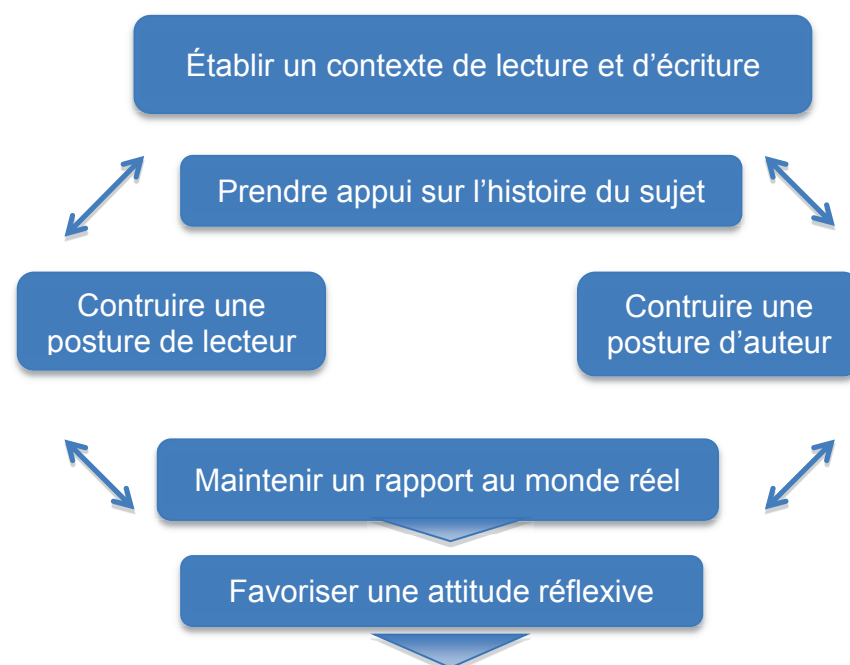 Établir un contexte de lecture et d’écriture
Prendre appui sur l’histoire du sujet
Contruire une
posture de lecteur
Contruire une
posture d’auteur
Maintenir un rapport au monde réel
Favoriser une attitude réflexive